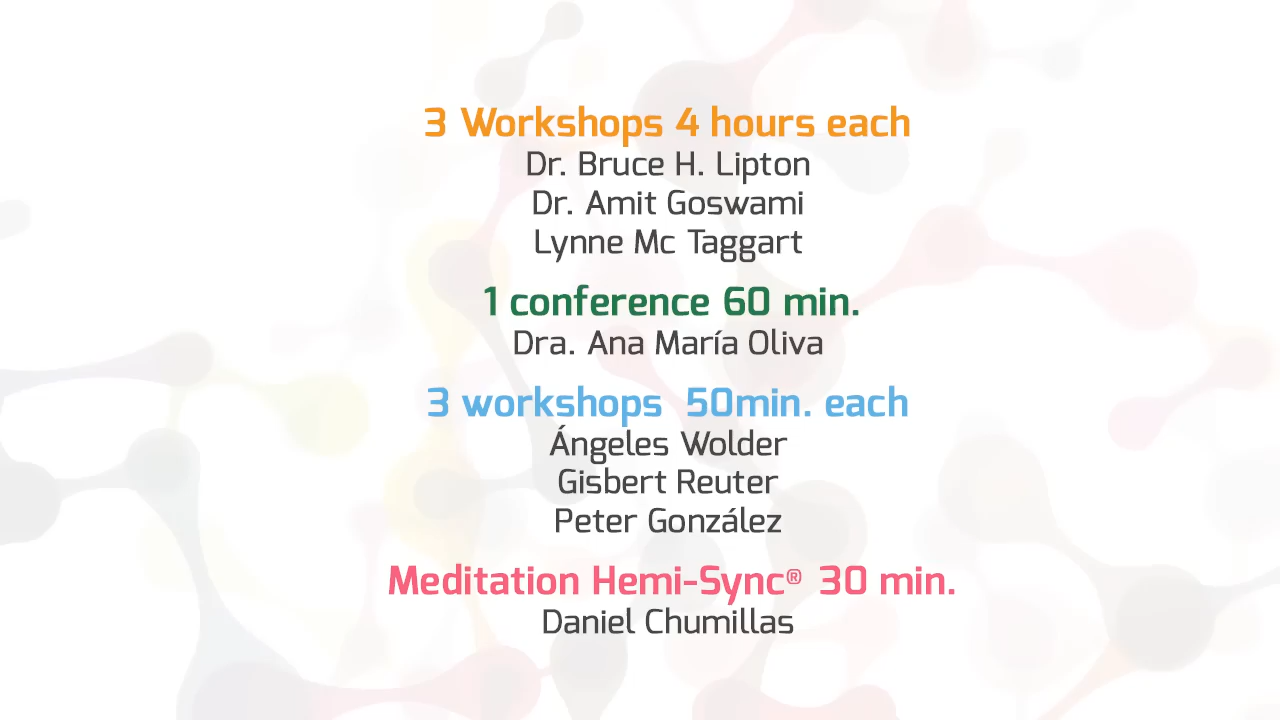 3 Workshops 4 hours each
Dr. Bruce H. Lipton
Dr. Amit Goswami
Lynne Mc Taggart
1 conference 60 min.
Dra. Ana María Oliva
3 workshops  50min. each
Ángeles Wolder
Gisbert Reuter
Peter González
Meditation Hemi-Sync® 30 min.
Daniel Chumillas